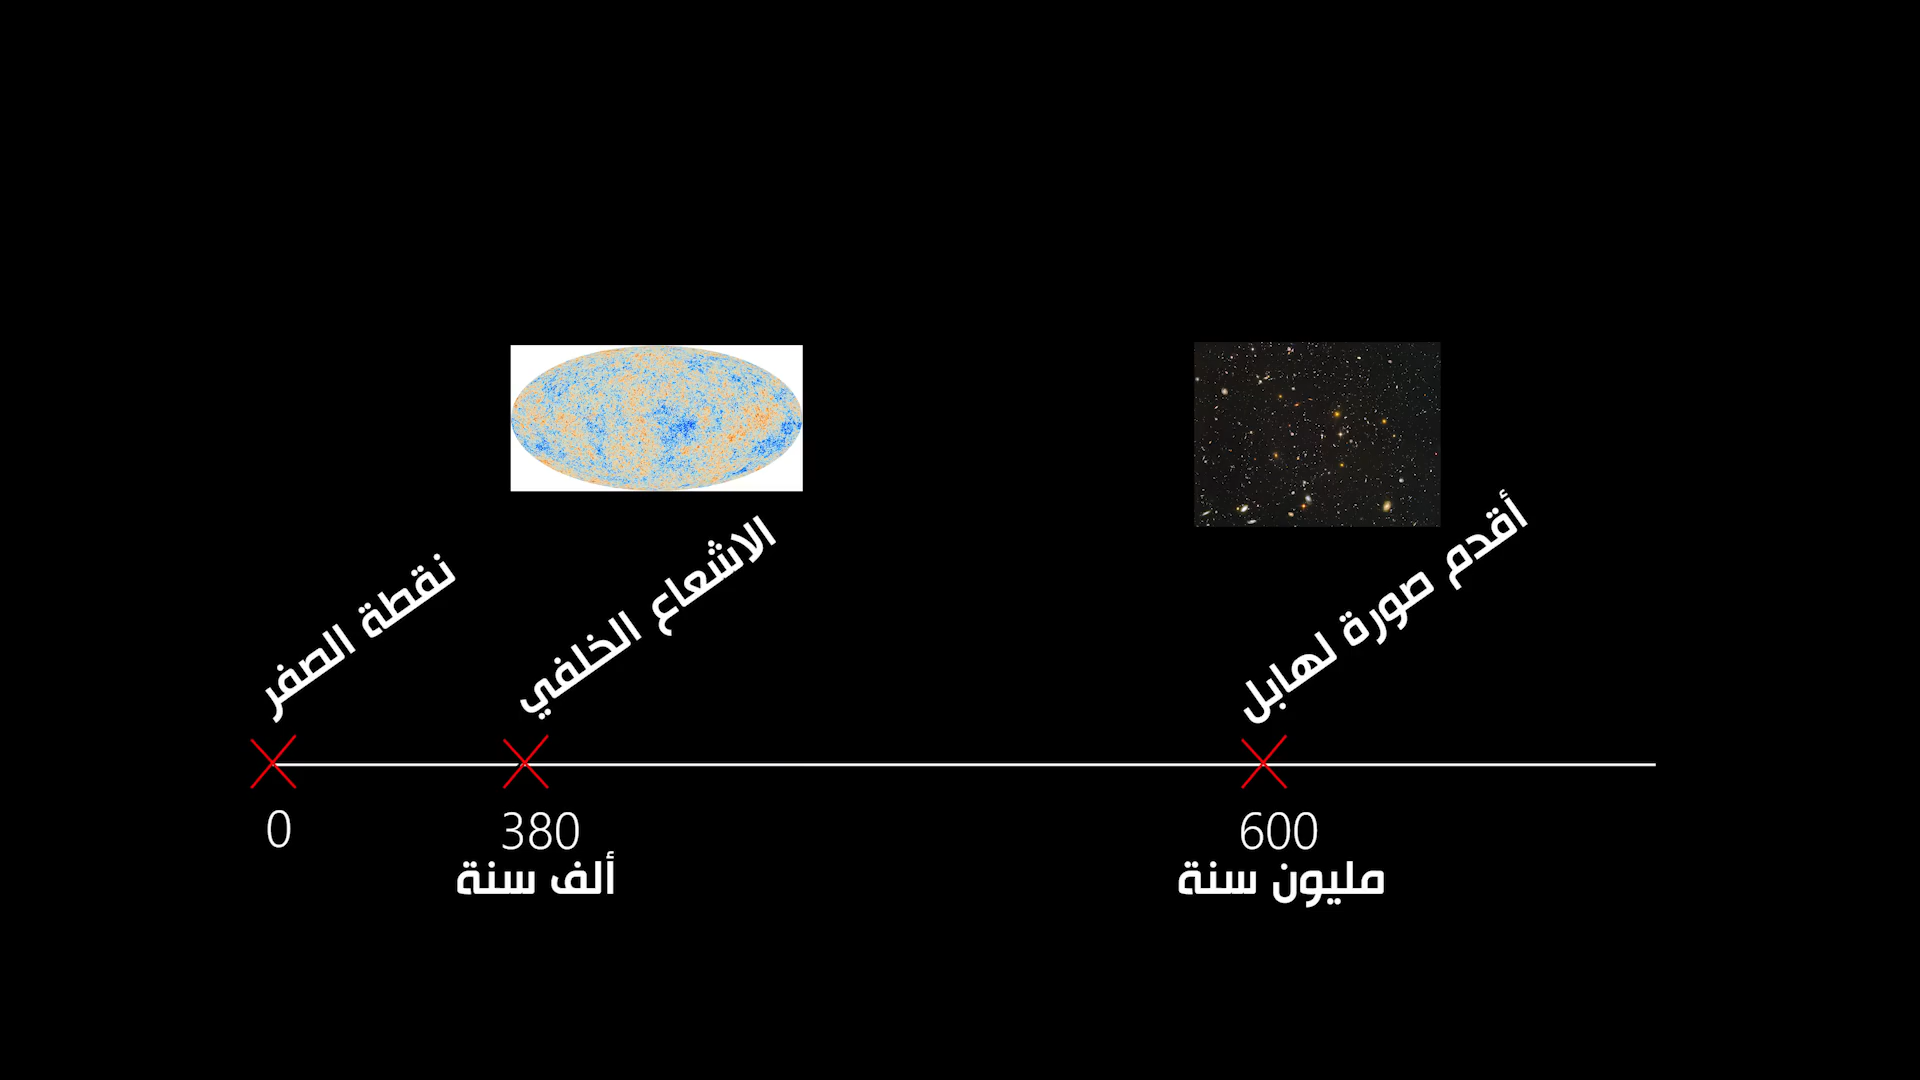 نقطة الصفر
الاشعاع الخلفي
أقدم صورة لهابل
0
380
ألف سنة
600
مليون سنة